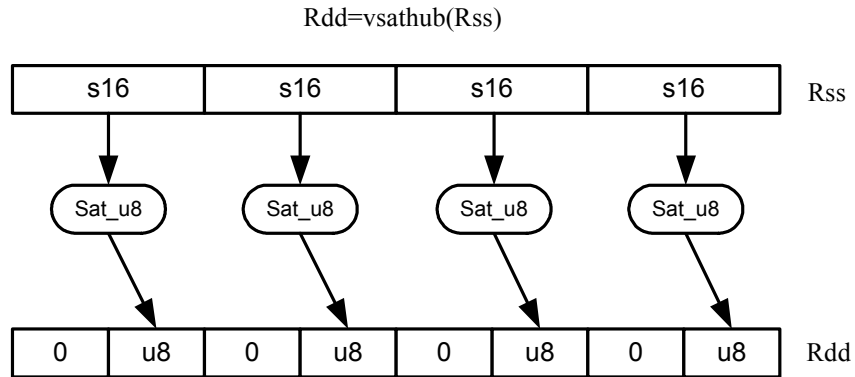 Rdd=vsathub(Rss)
s16 s16 s16 s16 Rss
Sat_u8 Sat_u8 Sat_u8 Sat_u8
0 u8 0 u8 0 u8 0 u8 Rdd